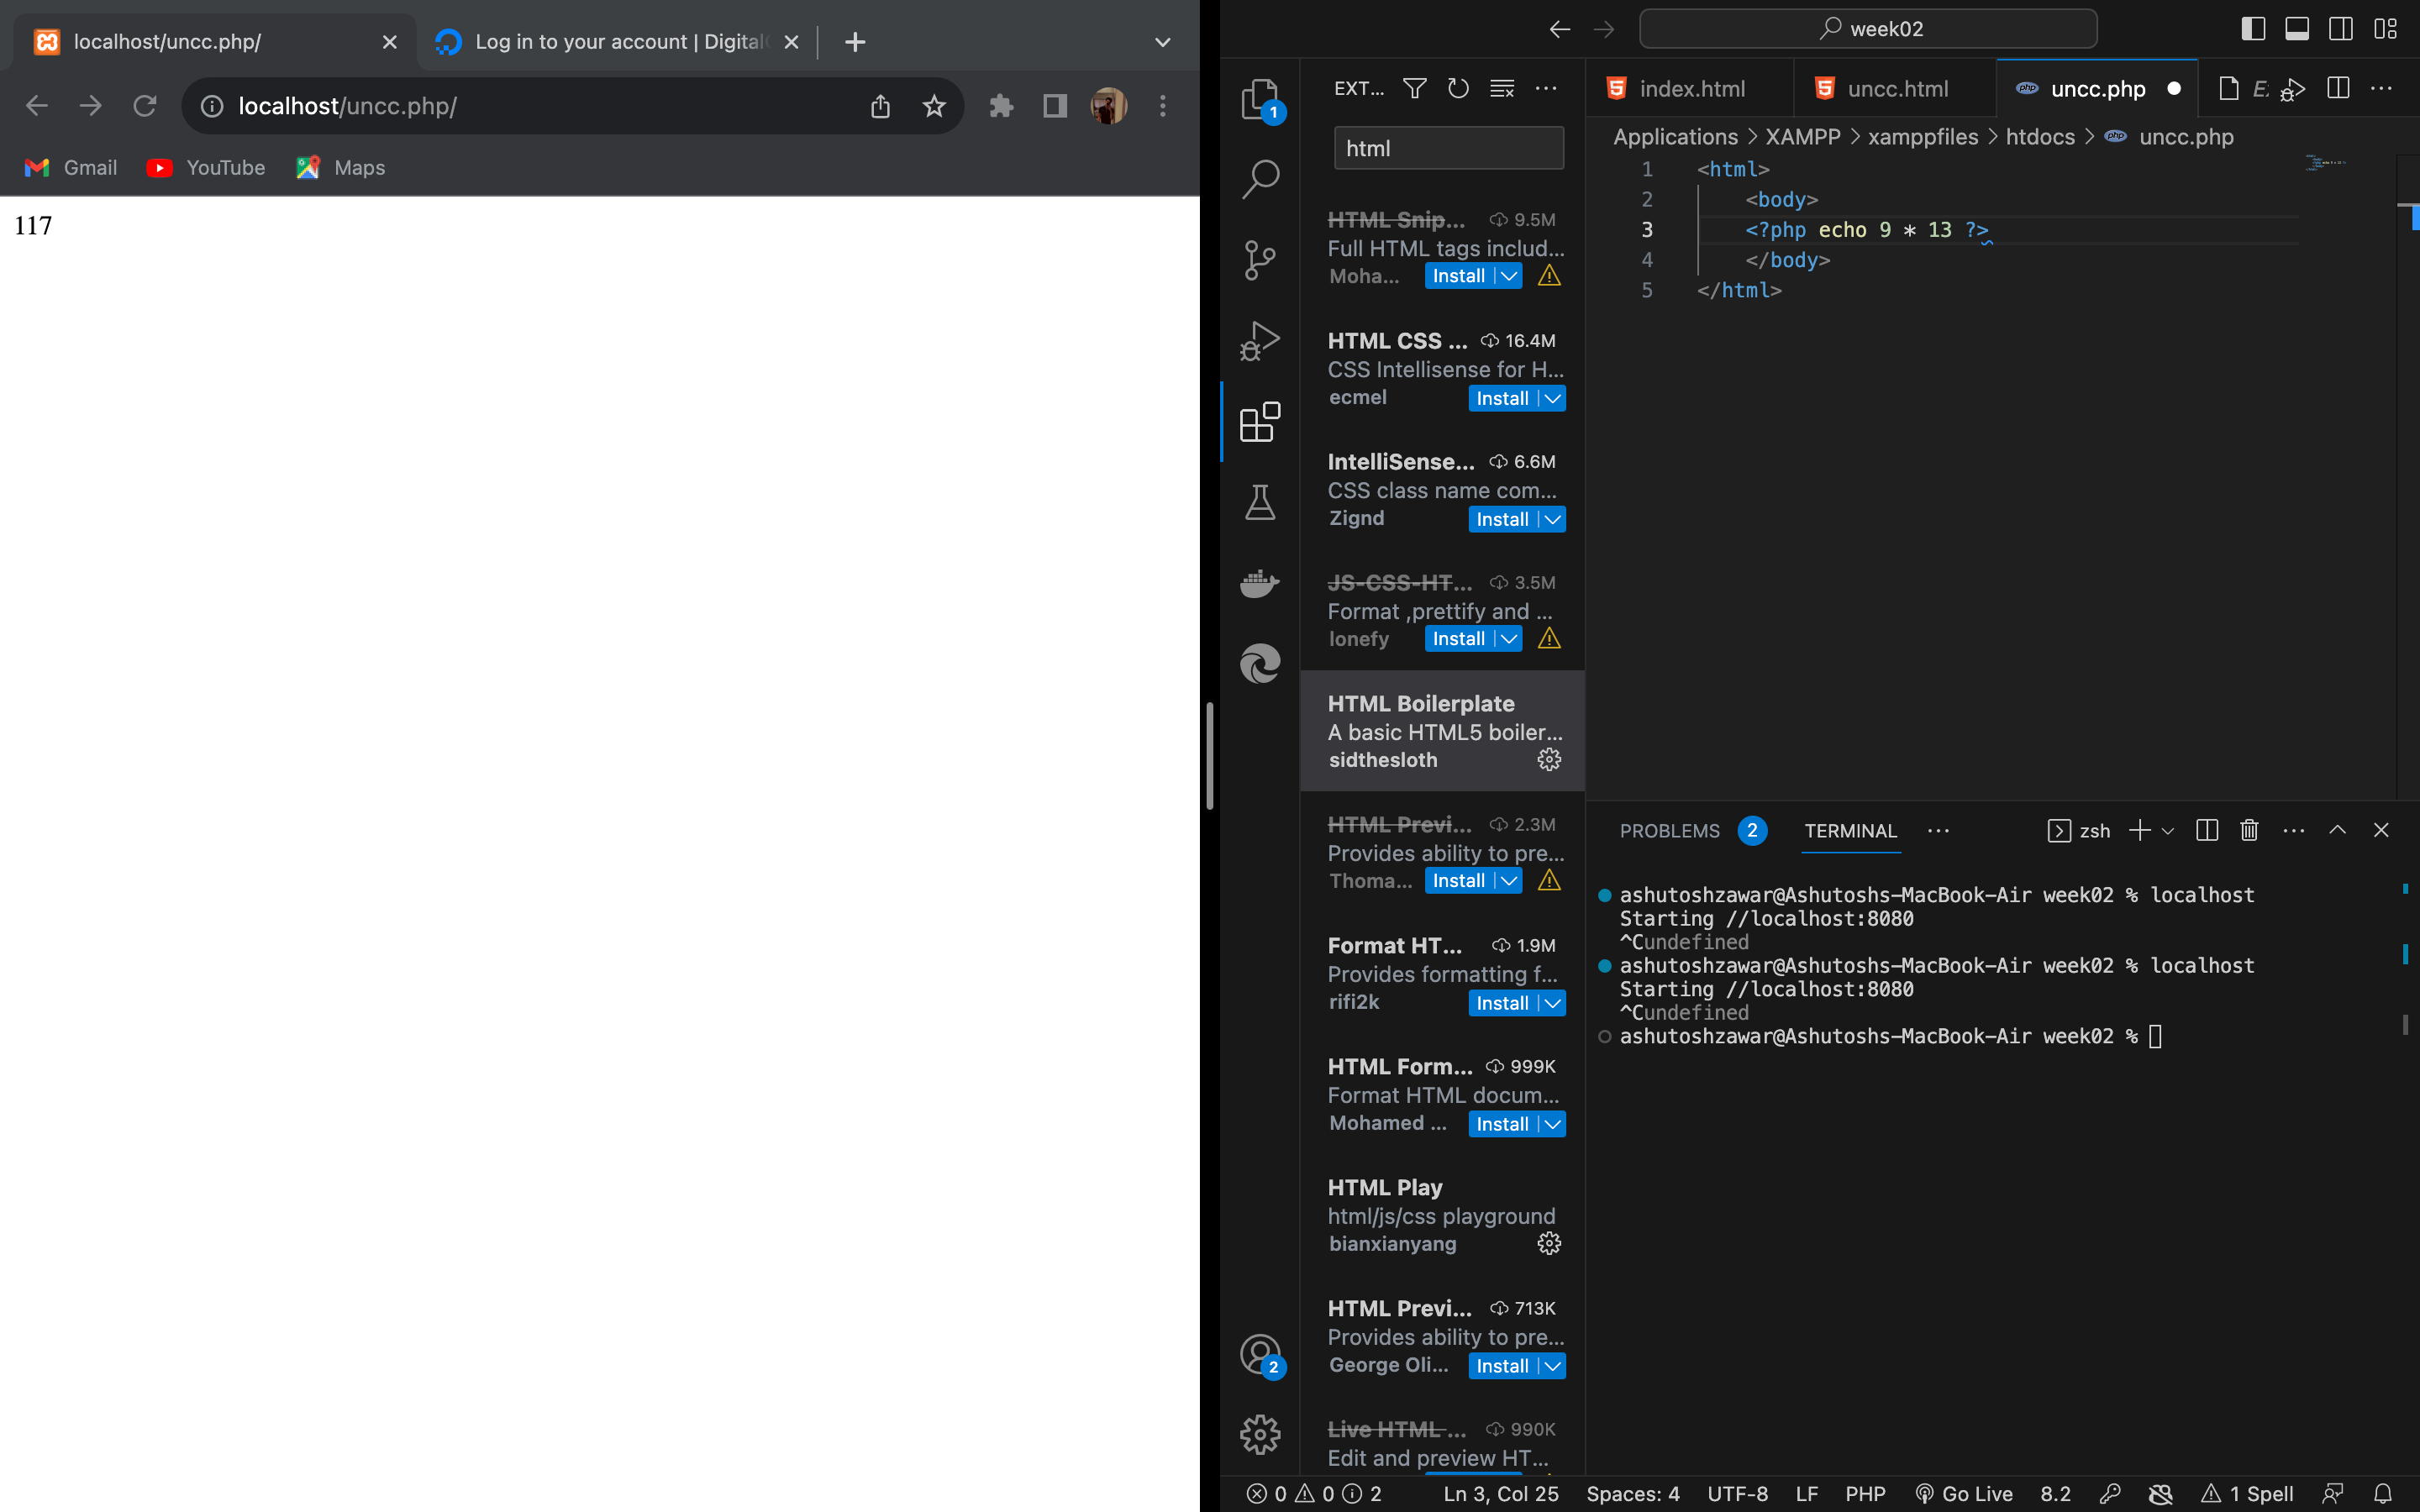 localhost/uncc.php/
Log in to your account | Digital
localhost/uncc.php/
Gmail YouTube Maps
117
week02
1
EXT...
html
HTML Snip... 9.5M
Full HTML tags includ...
Moha... Install
HTML CSS ... 16.4M
CSS Intellisense for H...
ecmel Install
IntelliSense... 6.6M
CSS class name com...
Zignd Install
JS-CSS-HT... 3.5M
Format ,prettify and ...
lonefy Install
HTML Boilerplate
A basic HTML5 boiler...
sidthesloth
HTML Previ... 2.3M
Provides ability to pre...
Thoma... Install
Format HT... 1.9M
Provides formatting f...
rifi2k Install
HTML Form... 999K
Format HTML docum...
Mohamed ... Install
HTML Play
html/js/css playground
bianxianyang
HTML Previ... 713K
Provides ability to pre...
George Oli... Install
Live HTML ... 990K
Edit and preview HT...
2
index.html uncc.html php uncc.php E.
Applications > XAMPP > xamppfiles > htdocs > php uncc.php
1 <html>
2 <body>
3 <?php echo 9 * 13 ?>
4 </body>
5 </html>
PROBLEMS 2 TERMINAL ... zsh
ashutoshzawar@Ashutoshs-MacBook-Air week02 % localhost
Starting //localhost:8080
^Cundefined
ashutoshzawar@Ashutoshs-MacBook-Air week02 % localhost
Starting //localhost:8080
^Cundefined
ashutoshzawar@Ashutoshs-MacBook-Air week02 %
0 0 2 Ln 3, Col 25 Spaces: 4 UTF-8 LF PHP Go Live 8.2 1 Spell